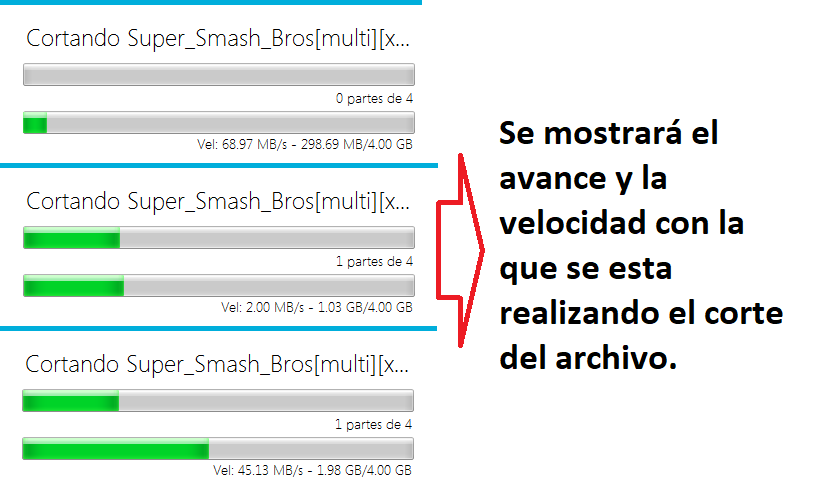 Cortando Super_Smash_Bros[multi][x...
0 partes de 4
Vel: 68.97 MB/s - 298.69 MB/4.00 GB
Cortando Super_Smash_Bros[multi][x...
1 partes de 4
Vel: 2.00 MB/s - 1.03 GB/4.00 GB
Cortando Super_Smash_Bros[multi][x...
1 partes de 4
Vel: 45.13 MB/s - 1.98 GB/4.00 GB
Se mostrará el
avance y la
velocidad con la
que se esta
realizando el corte
del archivo.